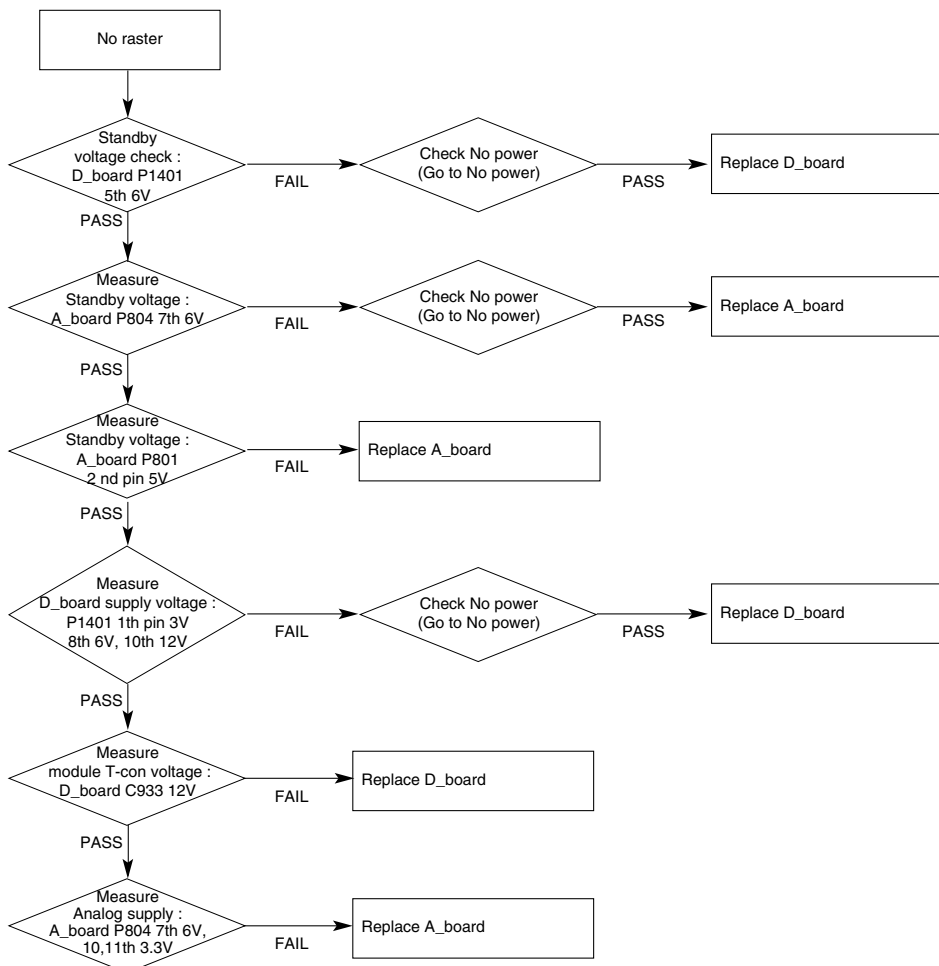 No raster
Standby
voltage check :
D_board P1401
5th 6V
FAIL
Check No power
(Go to No power)
PASS
Replace D_board
PASS
Measure
Standby voltage :
A_board P804 7th 6V
FAIL
Check No power
(Go to No power)
PASS
Replace A_board
PASS
Measure
Standby voltage :
A_board P801
2 nd pin 5V
FAIL
Replace A_board
PASS
Measure
D_board supply voltage :
P1401 1th pin 3V
8th 6V, 10th 12V
FAIL
Check No power
(Go to No power)
PASS
Replace D_board
PASS
Measure
module T-con voltage :
D_board C933 12V
FAIL
Replace D_board
PASS
Measure
Analog supply :
A_board P804 7th 6V,
10,11th 3.3V
FAIL
Replace A_board